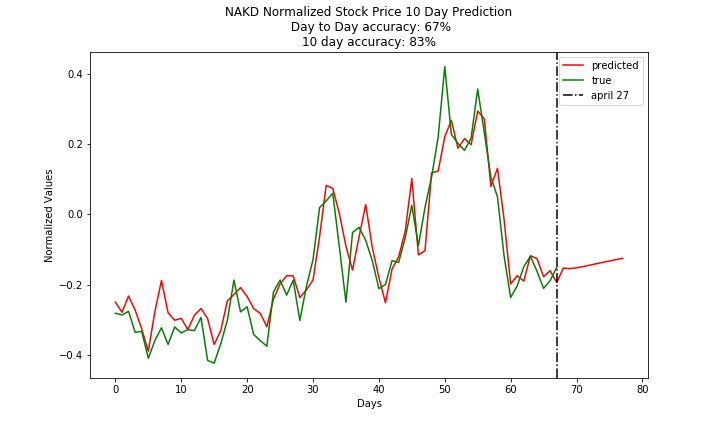 NAKD Normalized Stock Price 10 Day Prediction
Day to Day accuracy: 67%
10 day accuracy: 83%
predicted
true
april 27
Normalized Values
0.4
0.2
0.0
−0.2
−0.4
0 10 20 30 40 50 60 70 80
Days